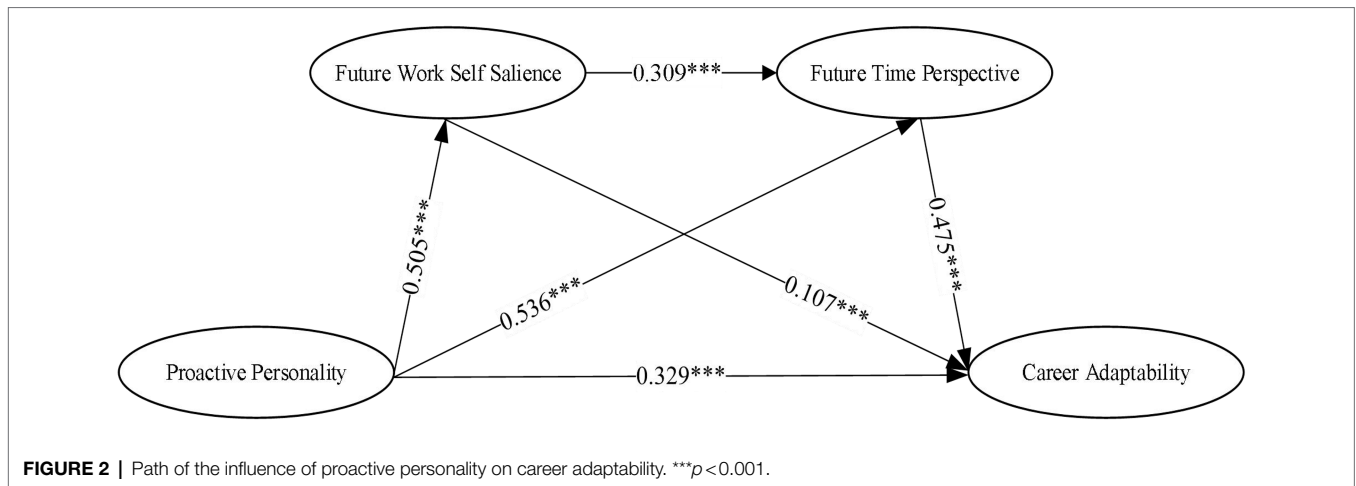 Future Work Self Salience
0.309***
Future Time Perspective
0.505***
0.536***
0.107***
0.475***
Proactive Personality
0.329***
Career Adaptability
FIGURE 2 | Path of the influence of proactive personality on career adaptability. ***p<0.001.